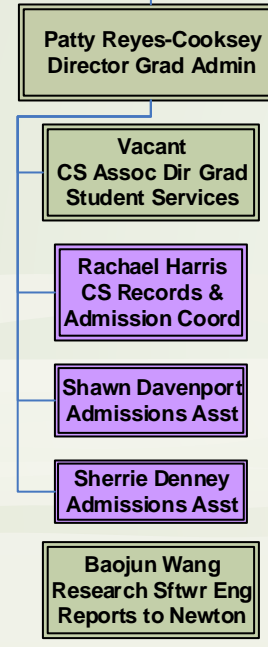 Patty Reyes-Cooksey
Director Grad Admin
Vacant
CS Assoc Dir Grad
Student Services
Rachael Harris
CS Records &
Admission Coord
Shawn Davenport
Admissions Asst
Sherrie Denney
Admissions Asst
Baojun Wang
Research Sftwr Eng
Reports to Newton